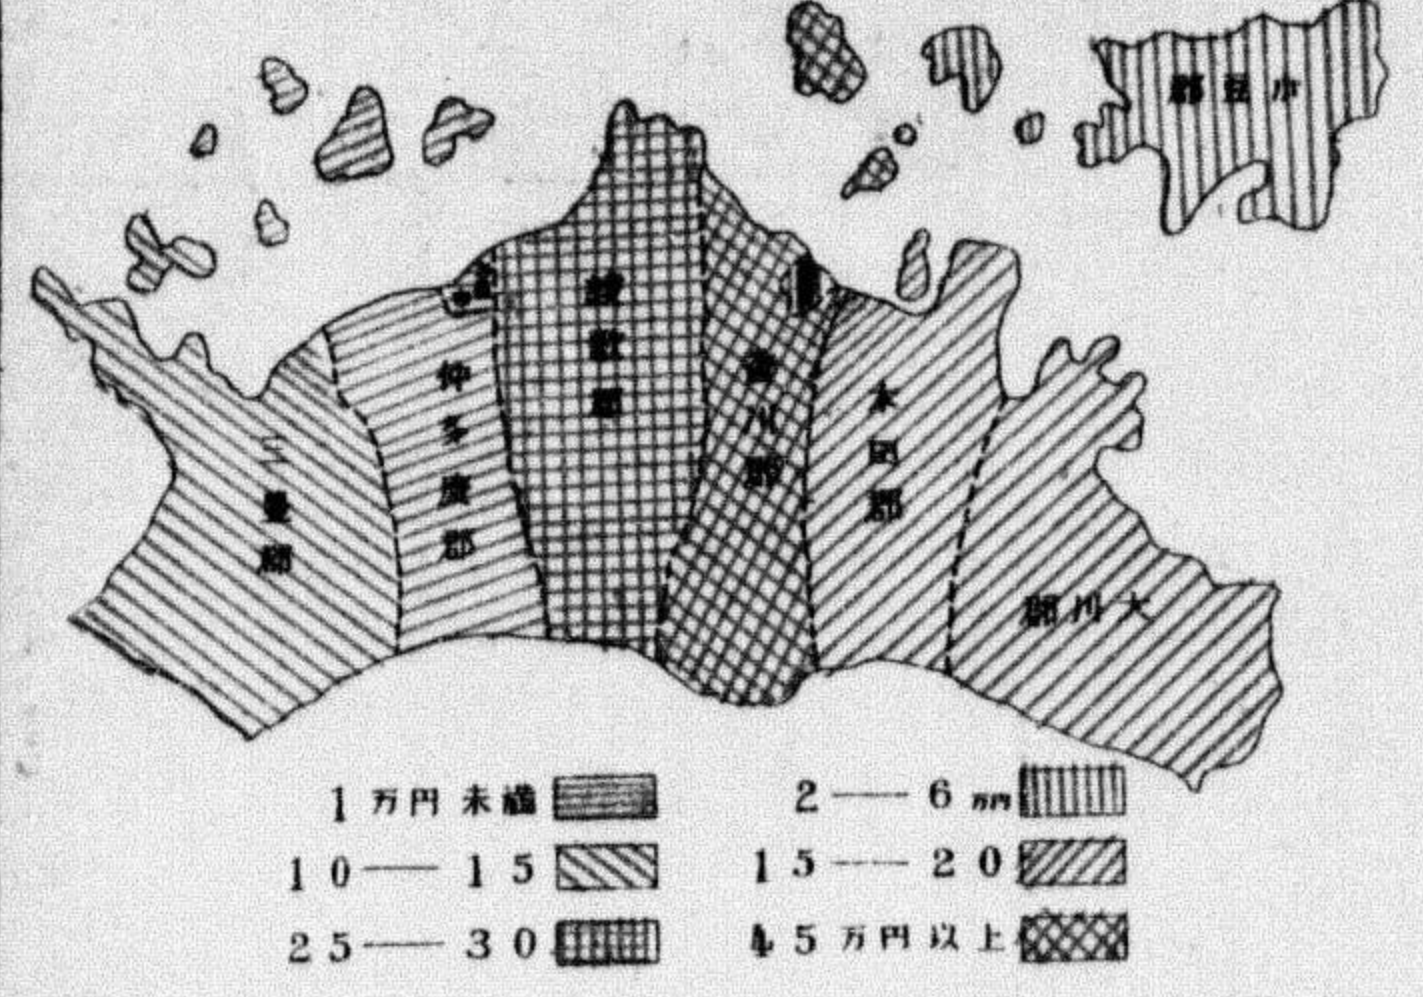 小豆郡
三豊郡
仲多度郡
綾歌郡
香川郡
木田郡
大川郡
1万円未満
2——6万円
10——15
15——20
25——30
45万円以上